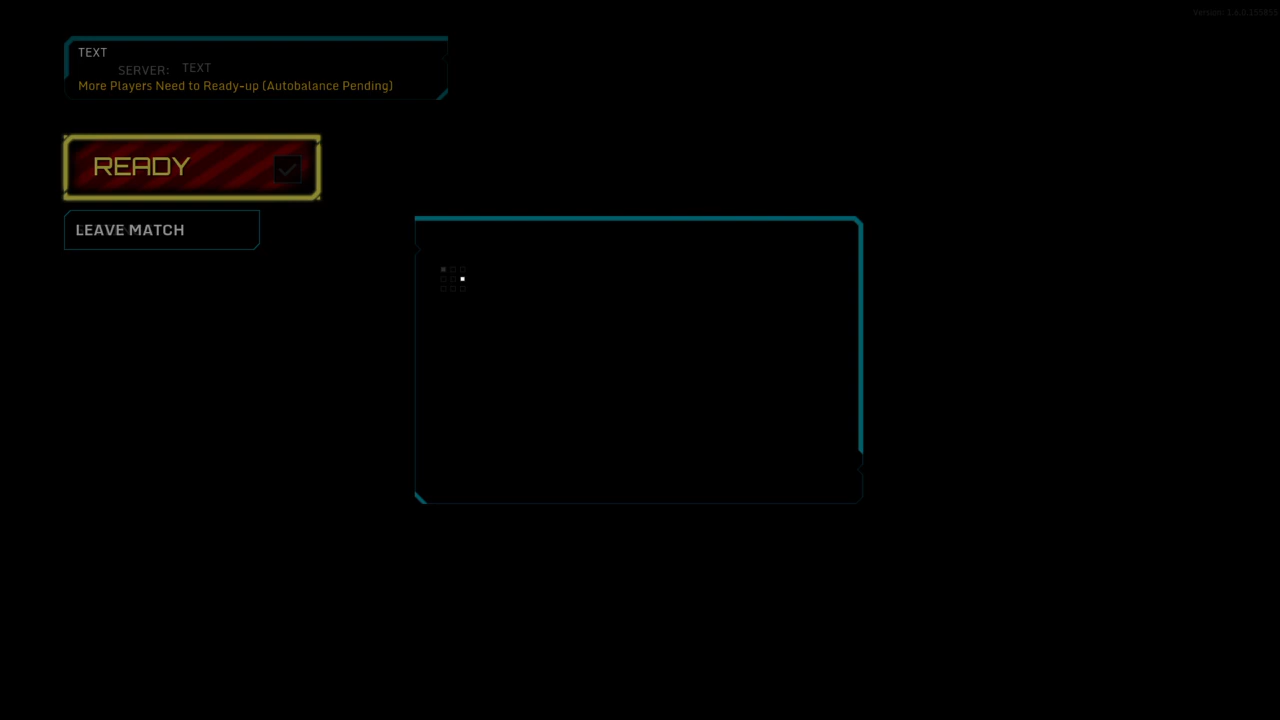 TEXT
SERVER: TEXT
More Players Need to Ready-up (Autobalance Pending)
READY
LEAVE MATCH